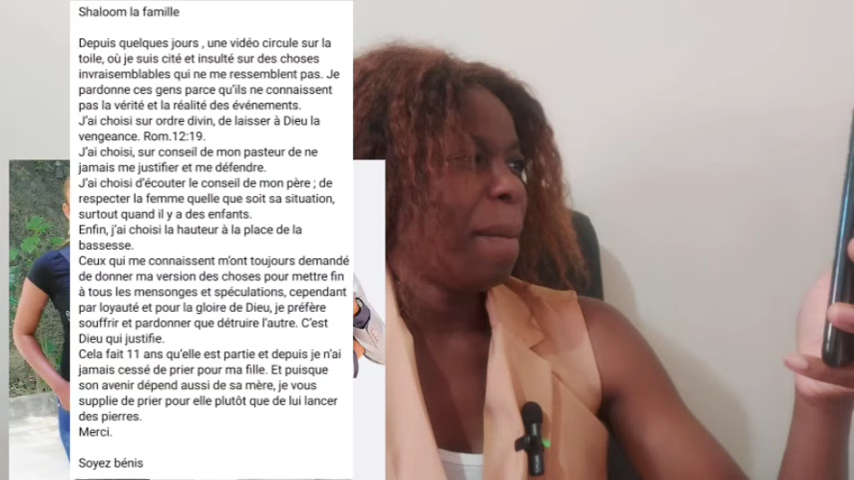 Shaloom la famille
Depuis quelques jours , une vidéo circule sur la
toile, où je suis cité et insulté sur des choses
invraisemblables qui ne me ressemblent pas. Je
pardonne ces gens parce qu'ils ne connaissent
pas la vérité et la réalité des événements.
J'ai choisi sur ordre divin, de laisser à Dieu la
vengeance. Rom.12:19.
J'ai choisi, sur conseil de mon pasteur de ne
jamais me justifier et me défendre.
J'ai choisi d'écouter le conseil de mon père ; de
respecter la femme quelle que soit sa situation,
surtout quand il y a des enfants.
Enfin, j'ai choisi la hauteur à la place de la
bassesse.
Ceux qui me connaissent m'ont toujours demandé
de donner ma version des choses pour mettre fin
à tous les mensonges et spéculations, cependant
par loyauté et pour la gloire de Dieu, je préfère
souffrir et pardonner que détruire l'autre. C'est
Dieu qui justifie.
Cela fait 11 ans qu'elle est partie et depuis je n'ai
jamais cessé de prier pour ma fille. Et puisque
son avenir dépend aussi de sa mère, je vous
supplie de prier pour elle plutôt que de lui lancer
des pierres.
Merci.
Soyez bénis